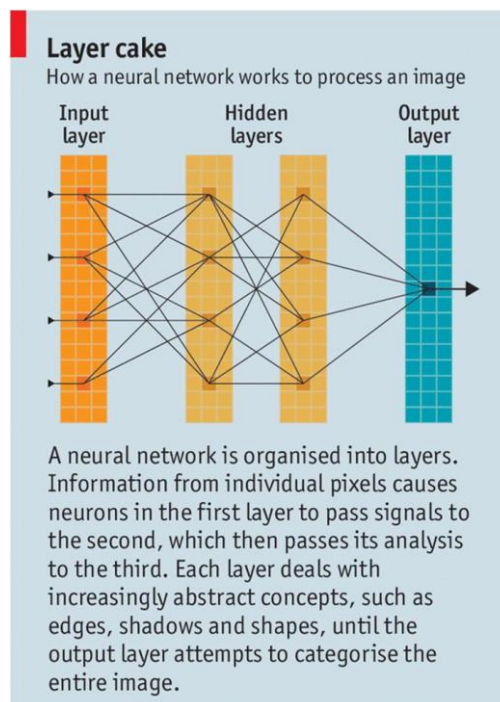 Layer cake
How a neural network works to process an image
Input
layer
Hidden
layers
Output
layer
A neural network is organised into layers.
Information from individual pixels causes
neurons in the first layer to pass signals to
the second, which then passes its analysis
to the third. Each layer deals with
increasingly abstract concepts, such as
edges, shadows and shapes, until the
output layer attempts to categorise the
entire image.